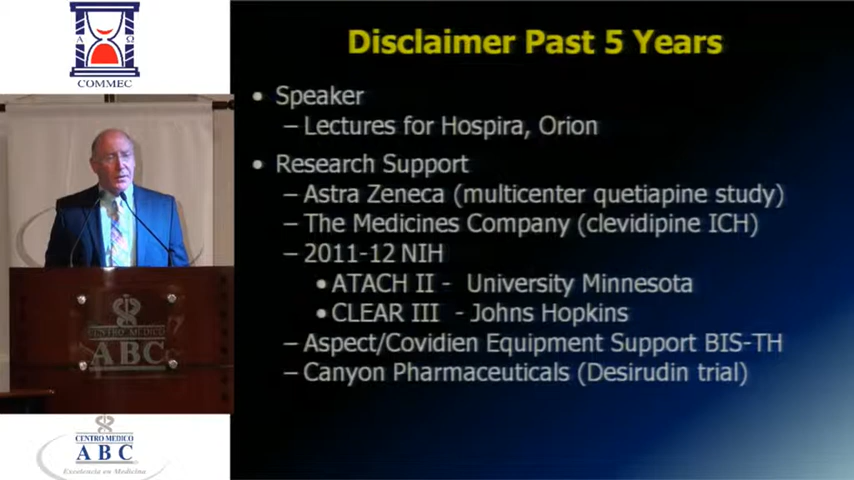 A Ω
COMMEC
CENTRO MEDICO
ABC
CENTRO MEDICO
ABC
Excelencia en Medicina
Disclaimer Past 5 Years
• Speaker
– Lectures for Hospira, Orion
• Research Support
– Astra Zeneca (multicenter quetiapine study)
– The Medicines Company (clevidipine ICH)
– 2011-12 NIH
• ATACH II - University Minnesota
• CLEAR III - Johns Hopkins
– Aspect/Covidien Equipment Support BIS-TH
– Canyon Pharmaceuticals (Desirudin trial)